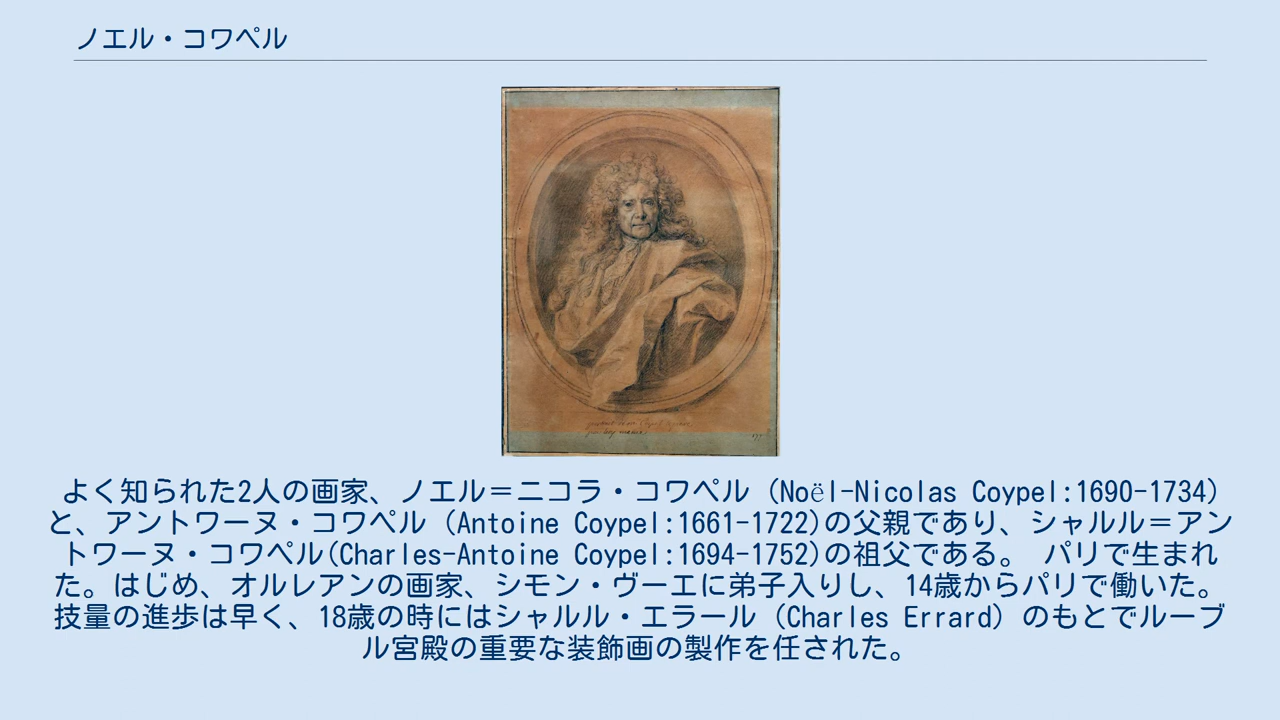 ノエル・コワペル
よく知られた2人の画家、ノエル＝ニコラ・コワペル（Noël-Nicolas Coypel:1690-1734）
と、アントワーヌ・コワペル（Antoine Coypel:1661-1722)の父親であり、シャルル＝アン
トワーヌ・コワペル(Charles-Antoine Coypel:1694-1752)の祖父である。　パリで生まれ
た。はじめ、オルレアンの画家、シモン・ヴーエに弟子入りし、14歳からパリで働いた。
技量の進歩は早く、18歳の時にはシャルル・エラール（Charles Errard）のもとでルーブ
ル宮殿の重要な装飾画の製作を任された。